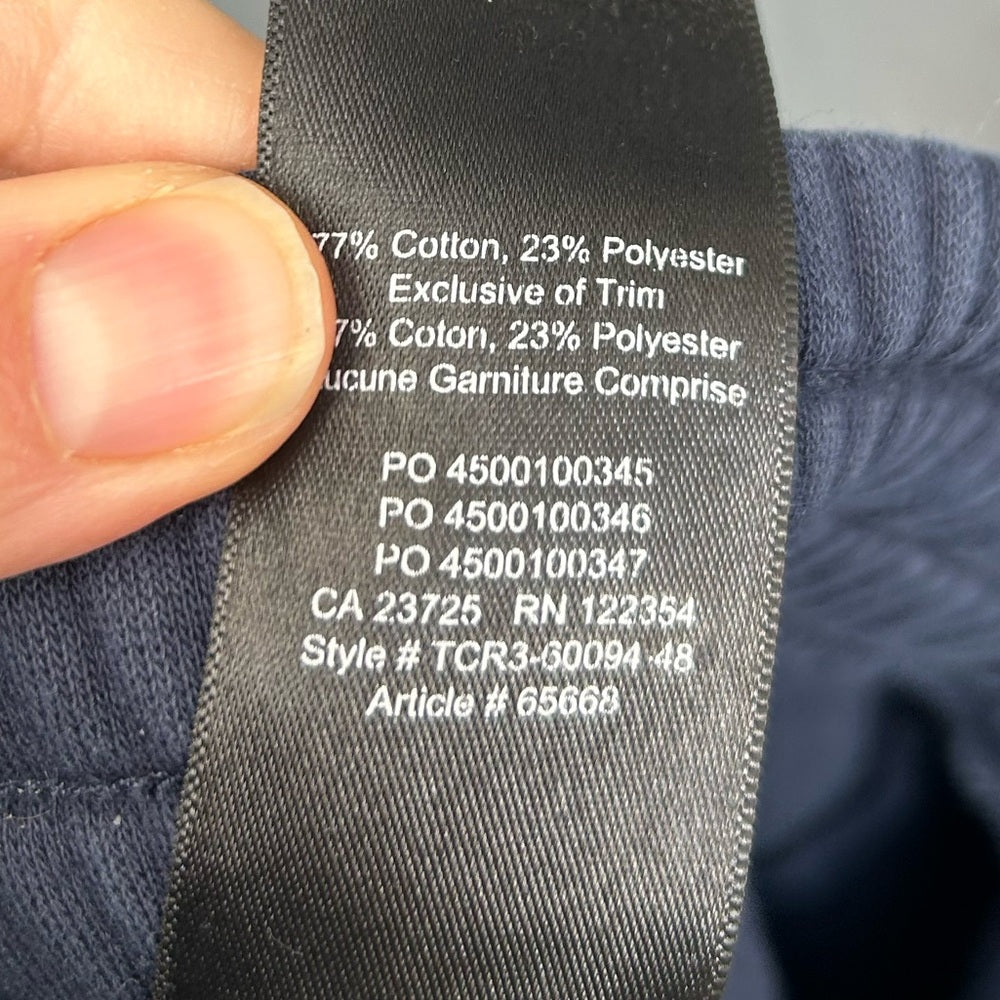 77% Cotton, 23% Polyester
Exclusive of Trim
7% Coton, 23% Polyester
ucune Garniture Comprise
PO 4500100345
PO 4500100346
PO 4500100347
CA 23725 RN 122354
Style # TCR3-60094-48
Article # 65668